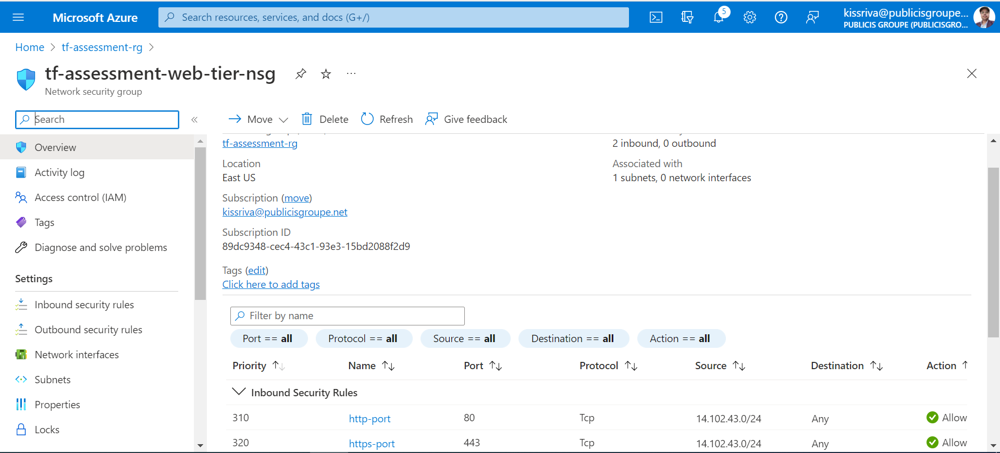 Microsoft Azure
Search resources, services, and docs (G+/)
5
kissriva@publicisgroupe...
PUBLICIS GROUPE (PUBLICISGRO...
Home > tf-assessment-rg >
tf-assessment-web-tier-nsg
Network security group
Search
Move
Delete
Refresh
Give feedback
Overview
Activity log
Access control (IAM)
Tags
Diagnose and solve problems
Settings
Inbound security rules
Outbound security rules
Network interfaces
Subnets
Properties
Locks
tf-assessment-rg
2 inbound, 0 outbound
Location
East US
Associated with
1 subnets, 0 network interfaces
Subscription (move)
kissriva@publicisgroupe.net
Subscription ID
89dc9348-cec4-43c1-93e3-15bd2088f2d9
Tags (edit)
Click here to add tags
Filter by name
Port == all Protocol == all Source == all Destination == all Action == all
Priority Name Port Protocol Source Destination Action
Inbound Security Rules
310 http-port 80 Tcp 14.102.43.0/24 Any Allow
320 https-port 443 Tcp 14.102.43.0/24 Any Allow